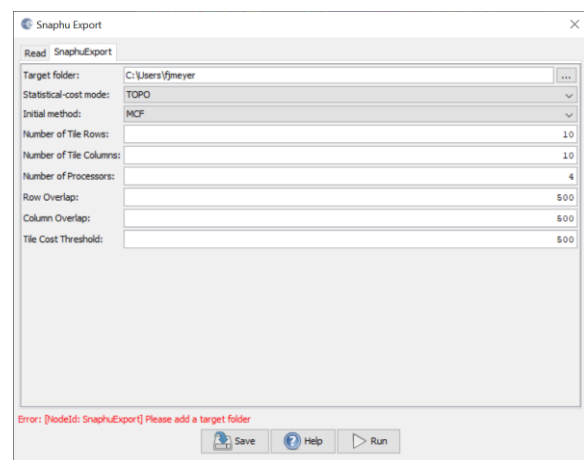 Snaphu Export
Read SnaphuExport
Target folder: C:\Users\fjmeyer ...
Statistical-cost mode: TOPO
Initial method: MCF
Number of Tile Rows: 10
Number of Tile Columns: 10
Number of Processors: 4
Row Overlap: 500
Column Overlap: 500
Tile Cost Threshold: 500
Error: [NodeId: SnaphuExport] Please add a target folder
Save Help Run